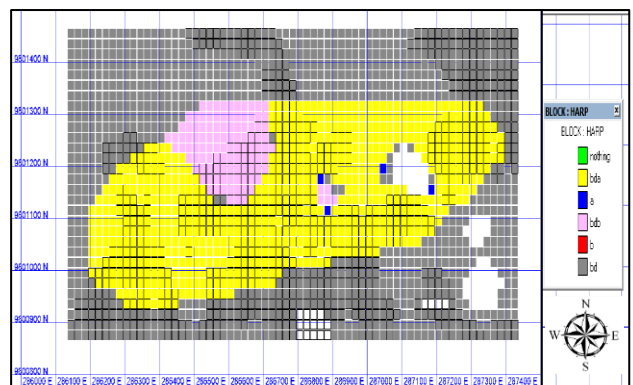 9501400 N
9501300 N
9501200 N
9501100 N
9501000 N
9500900 N
9500800 N
286000 E 286100 E 286200 E 286300 E 286400 E 286500 E 286600 E 286700 E 286800 E 286900 E 287000 E 287100 E 287200 E 287300 E 287400 E
BLOCK : HARP X
BLOCK : HARP
nothing
bda
a
bdb
b
bd
N
W E
S